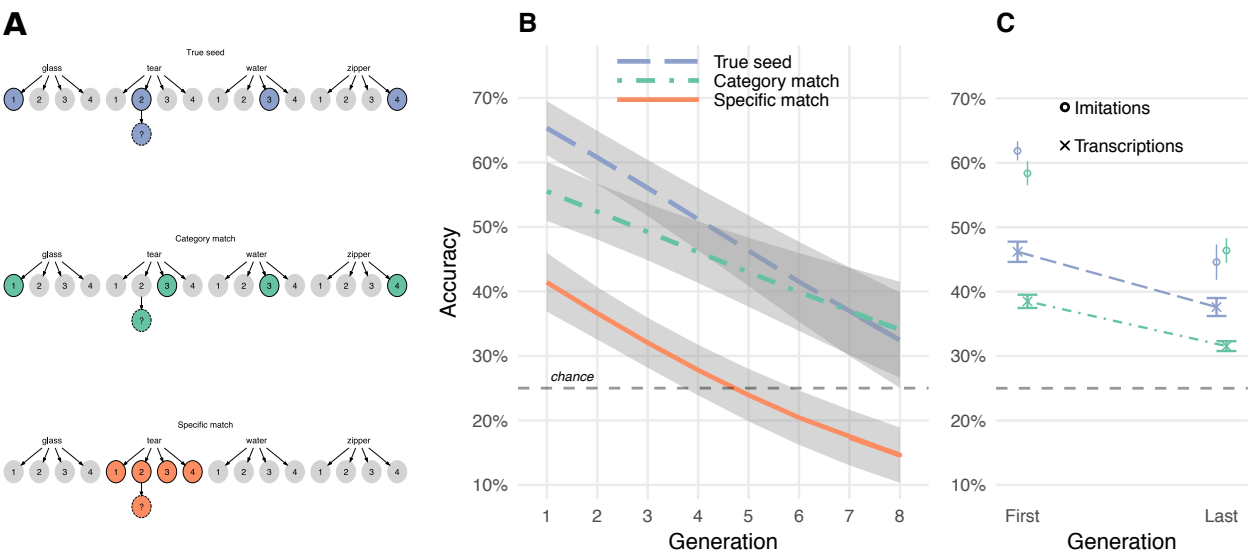 A
True seed
glass tear water zipper
1 2 3 4 1 2 3 4 1 2 3 4 1 2 3 4
?
Category match
glass tear water zipper
1 2 3 4 1 2 3 4 1 2 3 4 1 2 3 4
?
Specific match
glass tear water zipper
1 2 3 4 1 2 3 4 1 2 3 4 1 2 3 4
?
B
True seed
Category match
Specific match
Accuracy
70%
60%
50%
40%
30%
20%
10%
chance
1 2 3 4 5 6 7 8
Generation
C
Imitations
Transcriptions
70%
60%
50%
40%
30%
20%
10%
First Last
Generation